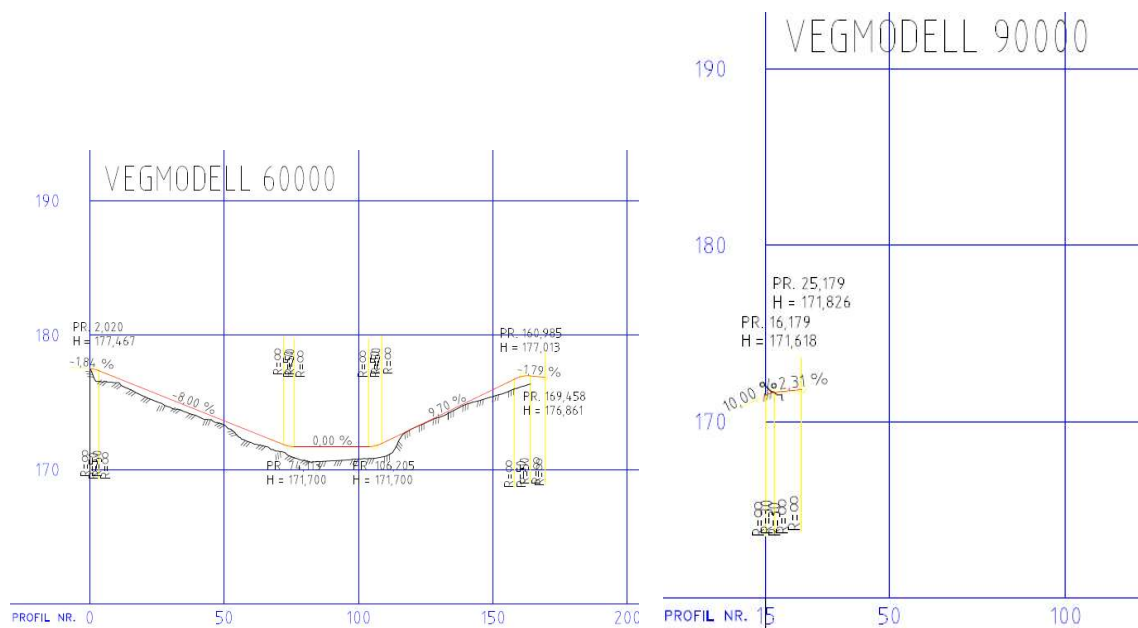 VEGMODELL 60000
190
180
170
PR. 2,020
H = 177,467
-1,84 %
-8,00 %
0,00 %
9,70 %
PR. 160,985
H = 177,013
-1,79 %
PR. 169,458
H = 176,861
PR. 74,113
H = 171,700
PR. 106,205
H = 171,700
R=∞
R=∞
R=∞
R=∞
R=∞
R=∞
PROFIL NR. 0 50 100 150 200
VEGMODELL 90000
190
180
170
PR. 25,179
H = 171,826
PR. 16,179
H = 171,618
10,00 %
2,31 %
R=∞
R=∞
R=∞
PROFIL NR. 15 50 100